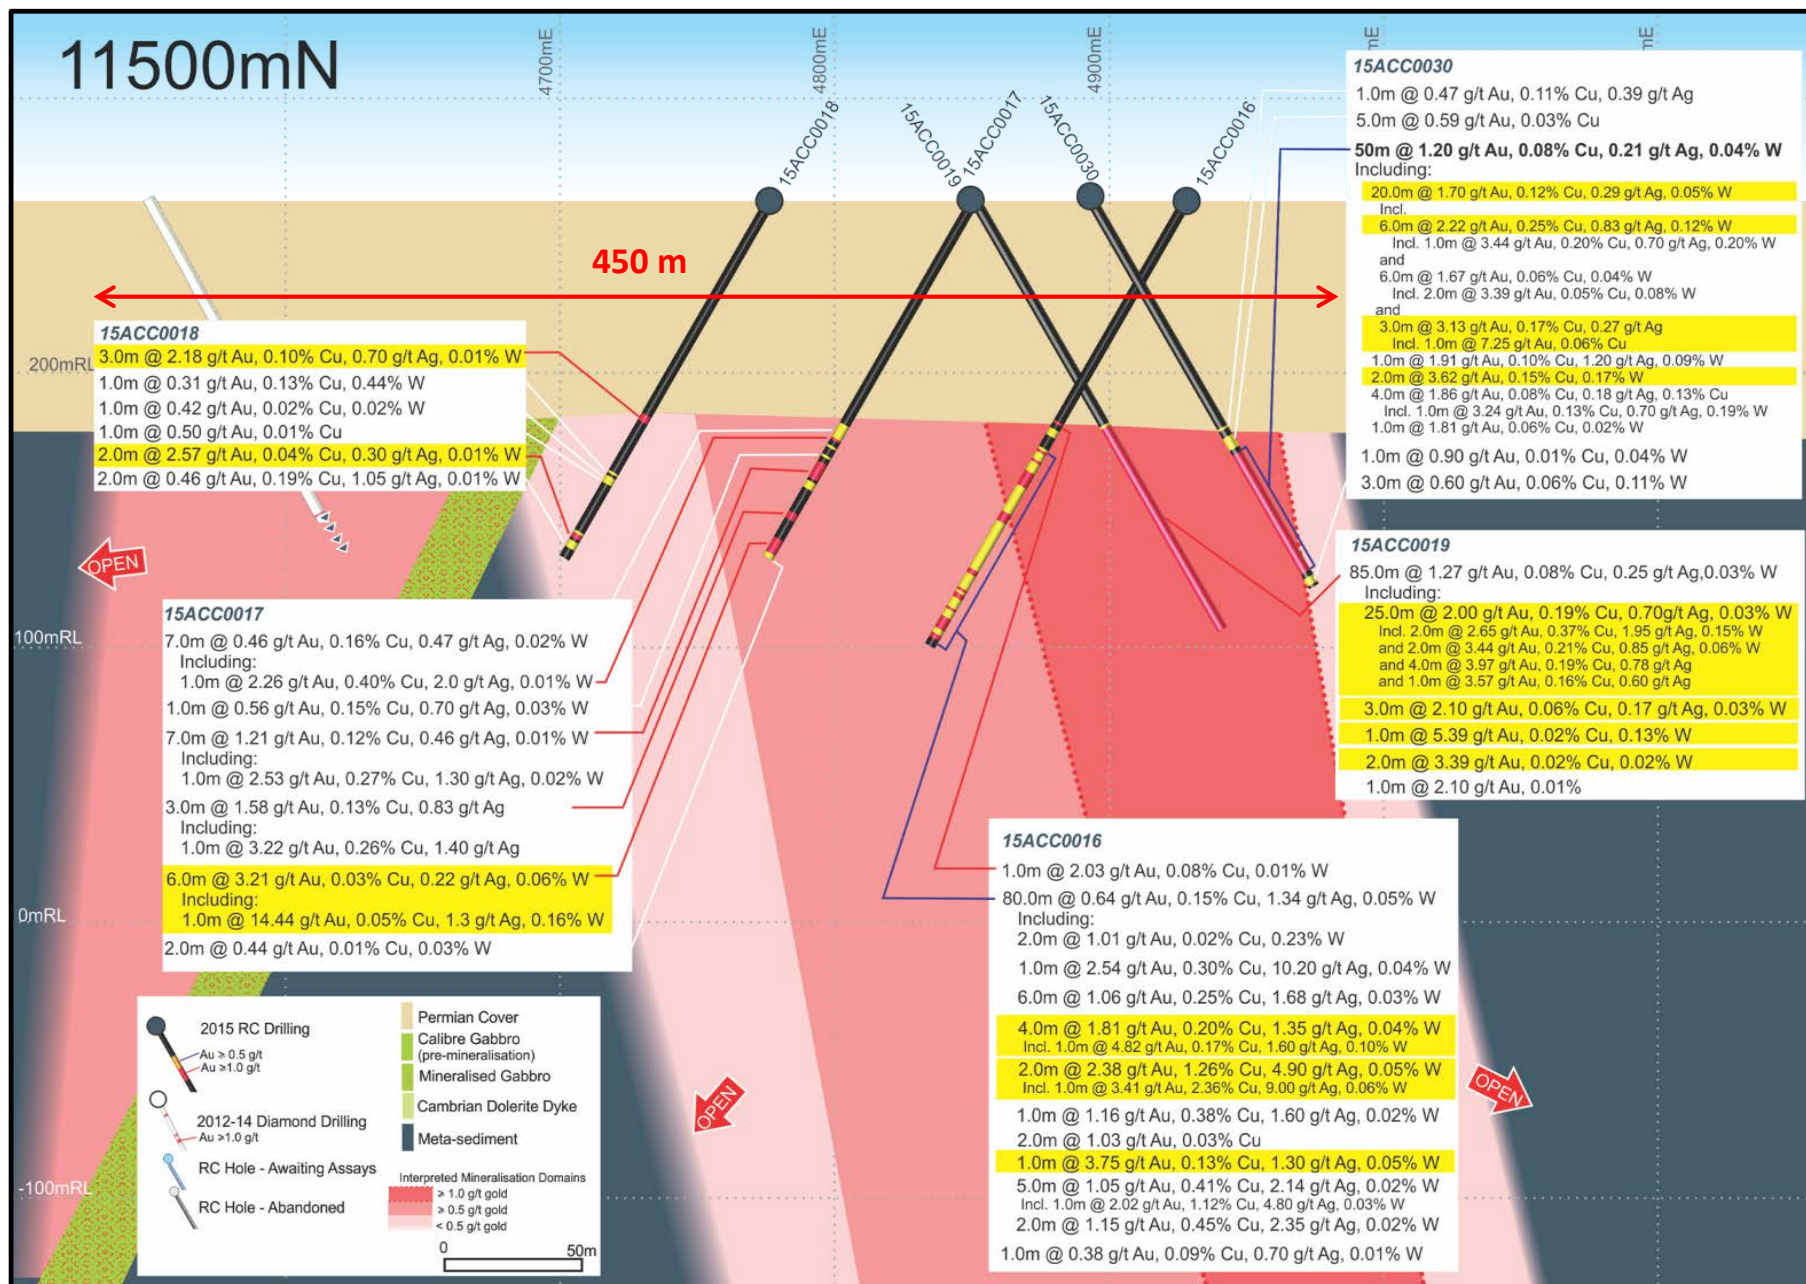 11500mN
4700mE
4800mE
4900mE
mE
mE
15ACC0018
15ACC0019
15ACC0017
15ACC0030
15ACC0016
450 m
200mRL
100mRL
0mRL
-100mRL
OPEN
OPEN
OPEN
15ACC0018
3.0m @ 2.18 g/t Au, 0.10% Cu, 0.70 g/t Ag, 0.01% W
1.0m @ 0.31 g/t Au, 0.13% Cu, 0.44% W
1.0m @ 0.42 g/t Au, 0.02% Cu, 0.02% W
1.0m @ 0.50 g/t Au, 0.01% Cu
2.0m @ 2.57 g/t Au, 0.04% Cu, 0.30 g/t Ag, 0.01% W
2.0m @ 0.46 g/t Au, 0.19% Cu, 1.05 g/t Ag, 0.01% W
15ACC0017
7.0m @ 0.46 g/t Au, 0.16% Cu, 0.47 g/t Ag, 0.02% W
Including:
1.0m @ 2.26 g/t Au, 0.40% Cu, 2.0 g/t Ag, 0.01% W
1.0m @ 0.56 g/t Au, 0.15% Cu, 0.70 g/t Ag, 0.03% W
7.0m @ 1.21 g/t Au, 0.12% Cu, 0.46 g/t Ag, 0.01% W
Including:
1.0m @ 2.53 g/t Au, 0.27% Cu, 1.30 g/t Ag, 0.02% W
3.0m @ 1.58 g/t Au, 0.13% Cu, 0.83 g/t Ag
Including:
1.0m @ 3.22 g/t Au, 0.26% Cu, 1.40 g/t Ag
6.0m @ 3.21 g/t Au, 0.03% Cu, 0.22 g/t Ag, 0.06% W
Including:
1.0m @ 14.44 g/t Au, 0.05% Cu, 1.3 g/t Ag, 0.16% W
2.0m @ 0.44 g/t Au, 0.01% Cu, 0.03% W
15ACC0030
1.0m @ 0.47 g/t Au, 0.11% Cu, 0.39 g/t Ag
5.0m @ 0.59 g/t Au, 0.03% Cu
50m @ 1.20 g/t Au, 0.08% Cu, 0.21 g/t Ag, 0.04% W
Including:
20.0m @ 1.70 g/t Au, 0.12% Cu, 0.29 g/t Ag, 0.05% W
Incl.
6.0m @ 2.22 g/t Au, 0.25% Cu, 0.83 g/t Ag, 0.12% W
Incl. 1.0m @ 3.44 g/t Au, 0.20% Cu, 0.70 g/t Ag, 0.20% W
and
6.0m @ 1.67 g/t Au, 0.06% Cu, 0.04% W
Incl. 2.0m @ 3.39 g/t Au, 0.05% Cu, 0.08% W
and
3.0m @ 3.13 g/t Au, 0.17% Cu, 0.27 g/t Ag
Incl. 1.0m @ 7.25 g/t Au, 0.06% Cu
1.0m @ 1.91 g/t Au, 0.10% Cu, 1.20 g/t Ag, 0.09% W
2.0m @ 3.62 g/t Au, 0.15% Cu, 0.17% W
4.0m @ 1.86 g/t Au, 0.08% Cu, 0.18 g/t Ag, 0.13% Cu
Incl. 1.0m @ 3.24 g/t Au, 0.13% Cu, 0.70 g/t Ag, 0.19% W
1.0m @ 1.81 g/t Au, 0.06% Cu, 0.02% W
1.0m @ 0.90 g/t Au, 0.01% Cu, 0.04% W
3.0m @ 0.60 g/t Au, 0.06% Cu, 0.11% W
15ACC0019
85.0m @ 1.27 g/t Au, 0.08% Cu, 0.25 g/t Ag,0.03% W
Including:
25.0m @ 2.00 g/t Au, 0.19% Cu, 0.70g/t Ag, 0.03% W
Incl. 2.0m @ 2.65 g/t Au, 0.37% Cu, 1.95 g/t Ag, 0.15% W
and 2.0m @ 3.44 g/t Au, 0.21% Cu, 0.85 g/t Ag, 0.06% W
and 4.0m @ 3.97 g/t Au, 0.19% Cu, 0.78 g/t Ag
and 1.0m @ 3.57 g/t Au, 0.16% Cu, 0.60 g/t Ag
3.0m @ 2.10 g/t Au, 0.06% Cu, 0.17 g/t Ag, 0.03% W
1.0m @ 5.39 g/t Au, 0.02% Cu, 0.13% W
2.0m @ 3.39 g/t Au, 0.02% Cu, 0.02% W
1.0m @ 2.10 g/t Au, 0.01%
15ACC0016
1.0m @ 2.03 g/t Au, 0.08% Cu, 0.01% W
80.0m @ 0.64 g/t Au, 0.15% Cu, 1.34 g/t Ag, 0.05% W
Including:
2.0m @ 1.01 g/t Au, 0.02% Cu, 0.23% W
1.0m @ 2.54 g/t Au, 0.30% Cu, 10.20 g/t Ag, 0.04% W
6.0m @ 1.06 g/t Au, 0.25% Cu, 1.68 g/t Ag, 0.03% W
4.0m @ 1.81 g/t Au, 0.20% Cu, 1.35 g/t Ag, 0.04% W
Incl. 1.0m @ 4.82 g/t Au, 0.17% Cu, 1.60 g/t Ag, 0.10% W
2.0m @ 2.38 g/t Au, 1.26% Cu, 4.90 g/t Ag, 0.05% W
Incl. 1.0m @ 3.41 g/t Au, 2.36% Cu, 9.00 g/t Ag, 0.06% W
1.0m @ 1.16 g/t Au, 0.38% Cu, 1.60 g/t Ag, 0.02% W
2.0m @ 1.03 g/t Au, 0.03% Cu
1.0m @ 3.75 g/t Au, 0.13% Cu, 1.30 g/t Ag, 0.05% W
5.0m @ 1.05 g/t Au, 0.41% Cu, 2.14 g/t Ag, 0.02% W
Incl. 1.0m @ 2.02 g/t Au, 1.12% Cu, 4.80 g/t Ag, 0.03% W
2.0m @ 1.15 g/t Au, 0.45% Cu, 2.35 g/t Ag, 0.02% W
1.0m @ 0.38 g/t Au, 0.09% Cu, 0.70 g/t Ag, 0.01% W
2015 RC Drilling
Au ≥ 0.5 g/t
Au ≥1.0 g/t
2012-14 Diamond Drilling
Au >1.0 g/t
RC Hole - Awaiting Assays
RC Hole - Abandoned
Permian Cover
Calibre Gabbro
(pre-mineralisation)
Mineralised Gabbro
Cambrian Dolerite Dyke
Meta-sediment
Interpreted Mineralisation Domains
≥ 1.0 g/t gold
≥ 0.5 g/t gold
< 0.5 g/t gold
0
50m